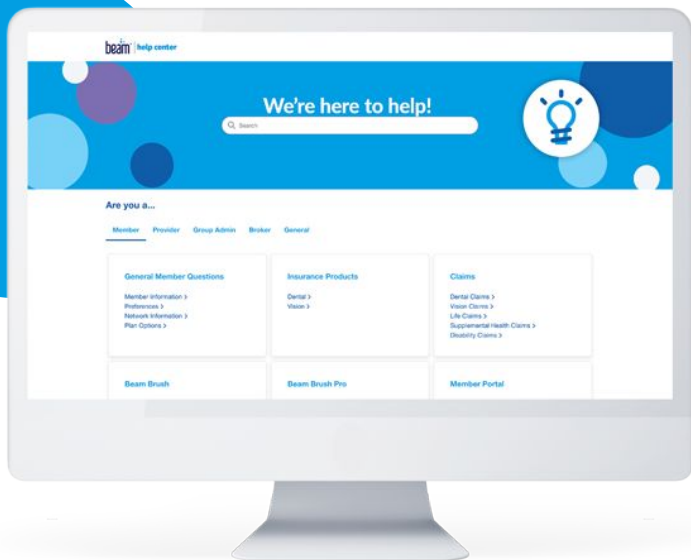 beam | help center
We're here to help!
Search
Are you a...
Member Provider Group Admin Broker General
General Member Questions
Member Information >
Preferences >
Network Information >
Plan Options >
Insurance Products
Dental >
Vision >
Claims
Dental Claims >
Vision Claims >
Life Claims >
Supplemental Health Claims >
Disability Claims >
Beam Brush
Beam Brush Pro
Member Portal